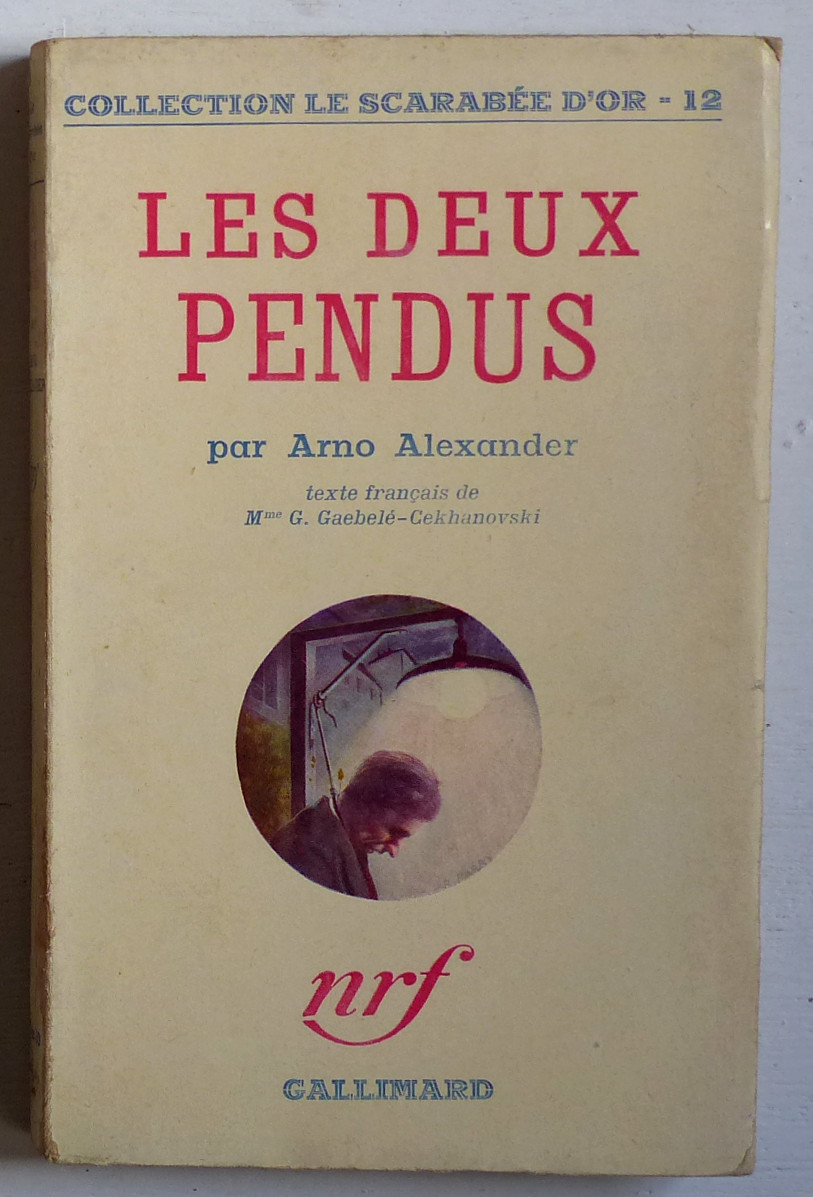 COLLECTION LE SCARABÉE D'OR - 12
LES DEUX
PENDUS
par Arno Alexander
texte français de
Mme G. Gaebelé-Cekhanovski
nrf
GALLIMARD